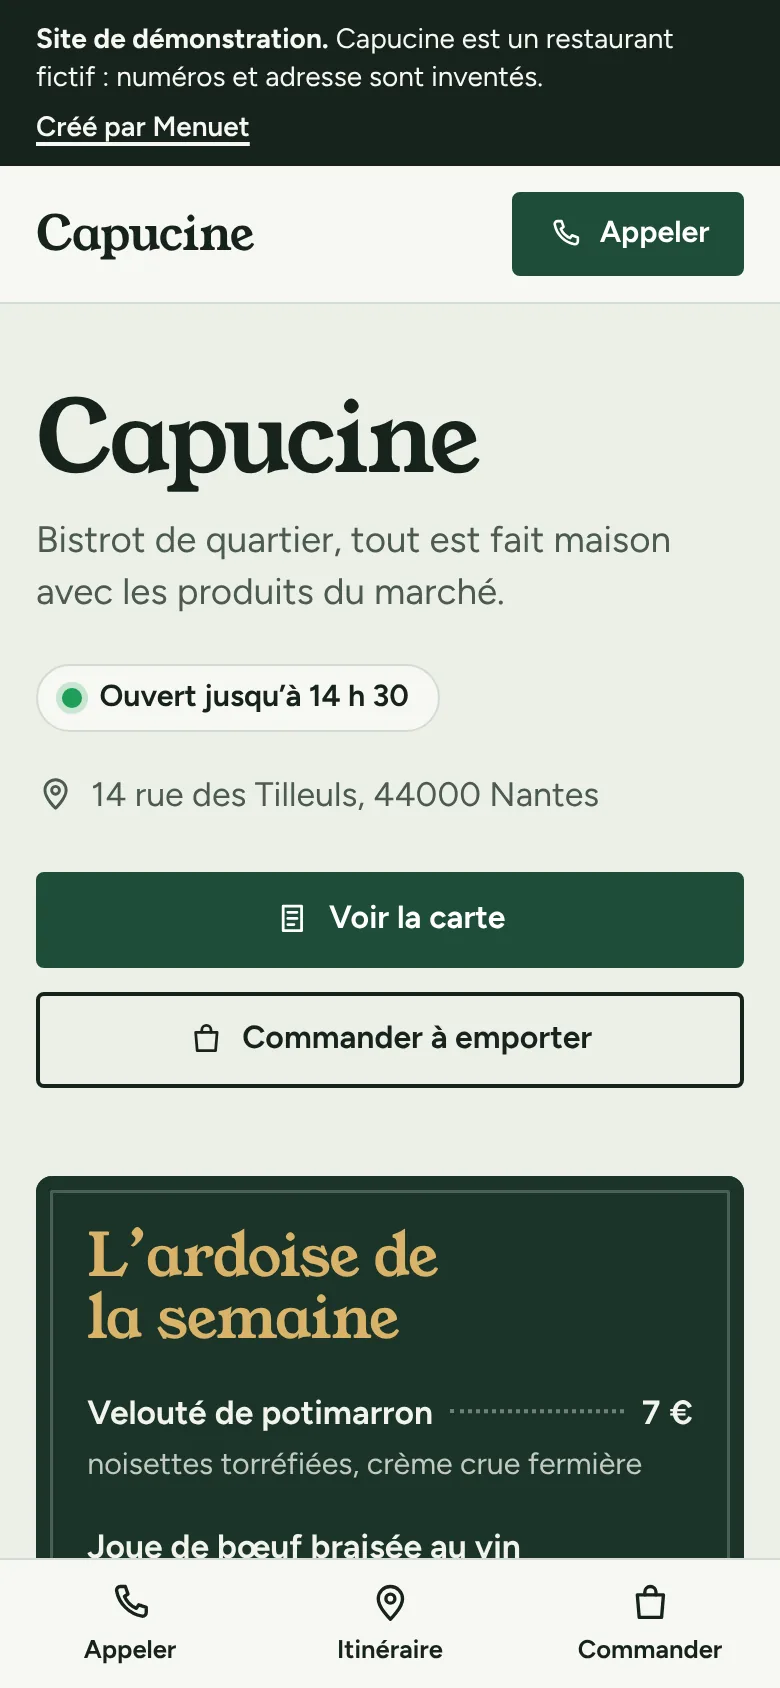 Site de démonstration. Capucine est un restaurant
fictif : numéros et adresse sont inventés.
Créé par Menuet
Capucine
Appeler
Capucine
Bistrot de quartier, tout est fait maison
avec les produits du marché.
Ouvert jusqu’à 14 h 30
14 rue des Tilleuls, 44000 Nantes
Voir la carte
Commander à emporter
L’ardoise de
la semaine
Velouté de potimarron 7 €
noisettes torréfiées, crème crue fermière
Joue de bœuf braisée au vin
Appeler
Itinéraire
Commander